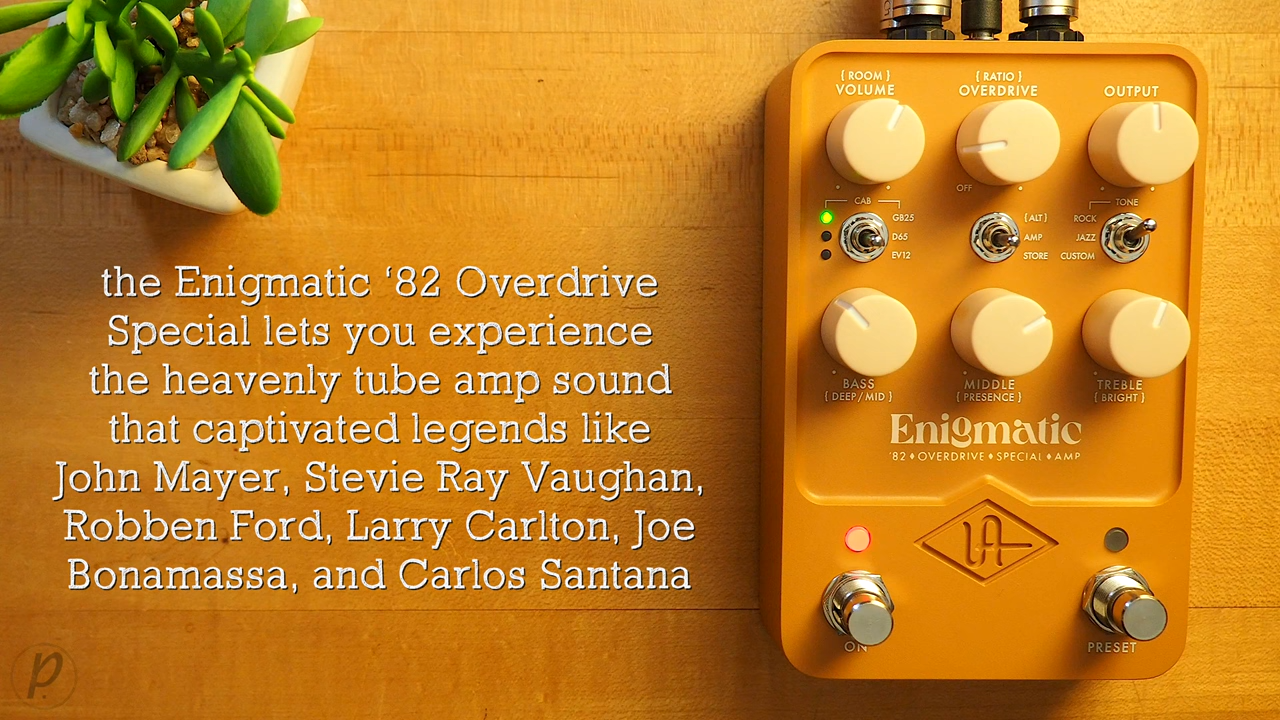 the Enigmatic ‘82 Overdrive
Special lets you experience
the heavenly tube amp sound
that captivated legends like
John Mayer, Stevie Ray Vaughan,
Robben Ford, Larry Carlton, Joe
Bonamassa, and Carlos Santana
p.
{ ROOM }
VOLUME
{ RATIO }
OVERDRIVE
OUTPUT
OFF
CAB
GB25
D65
EV12
{ ALT }
AMP
STORE
TONE
ROCK
JAZZ
CUSTOM
BASS
{ DEEP / MID }
MIDDLE
{ PRESENCE }
TREBLE
{ BRIGHT }
Enigmatic
'82 ♦ OVERDRIVE ♦ SPECIAL ♦ AMP
UA
ON
PRESET